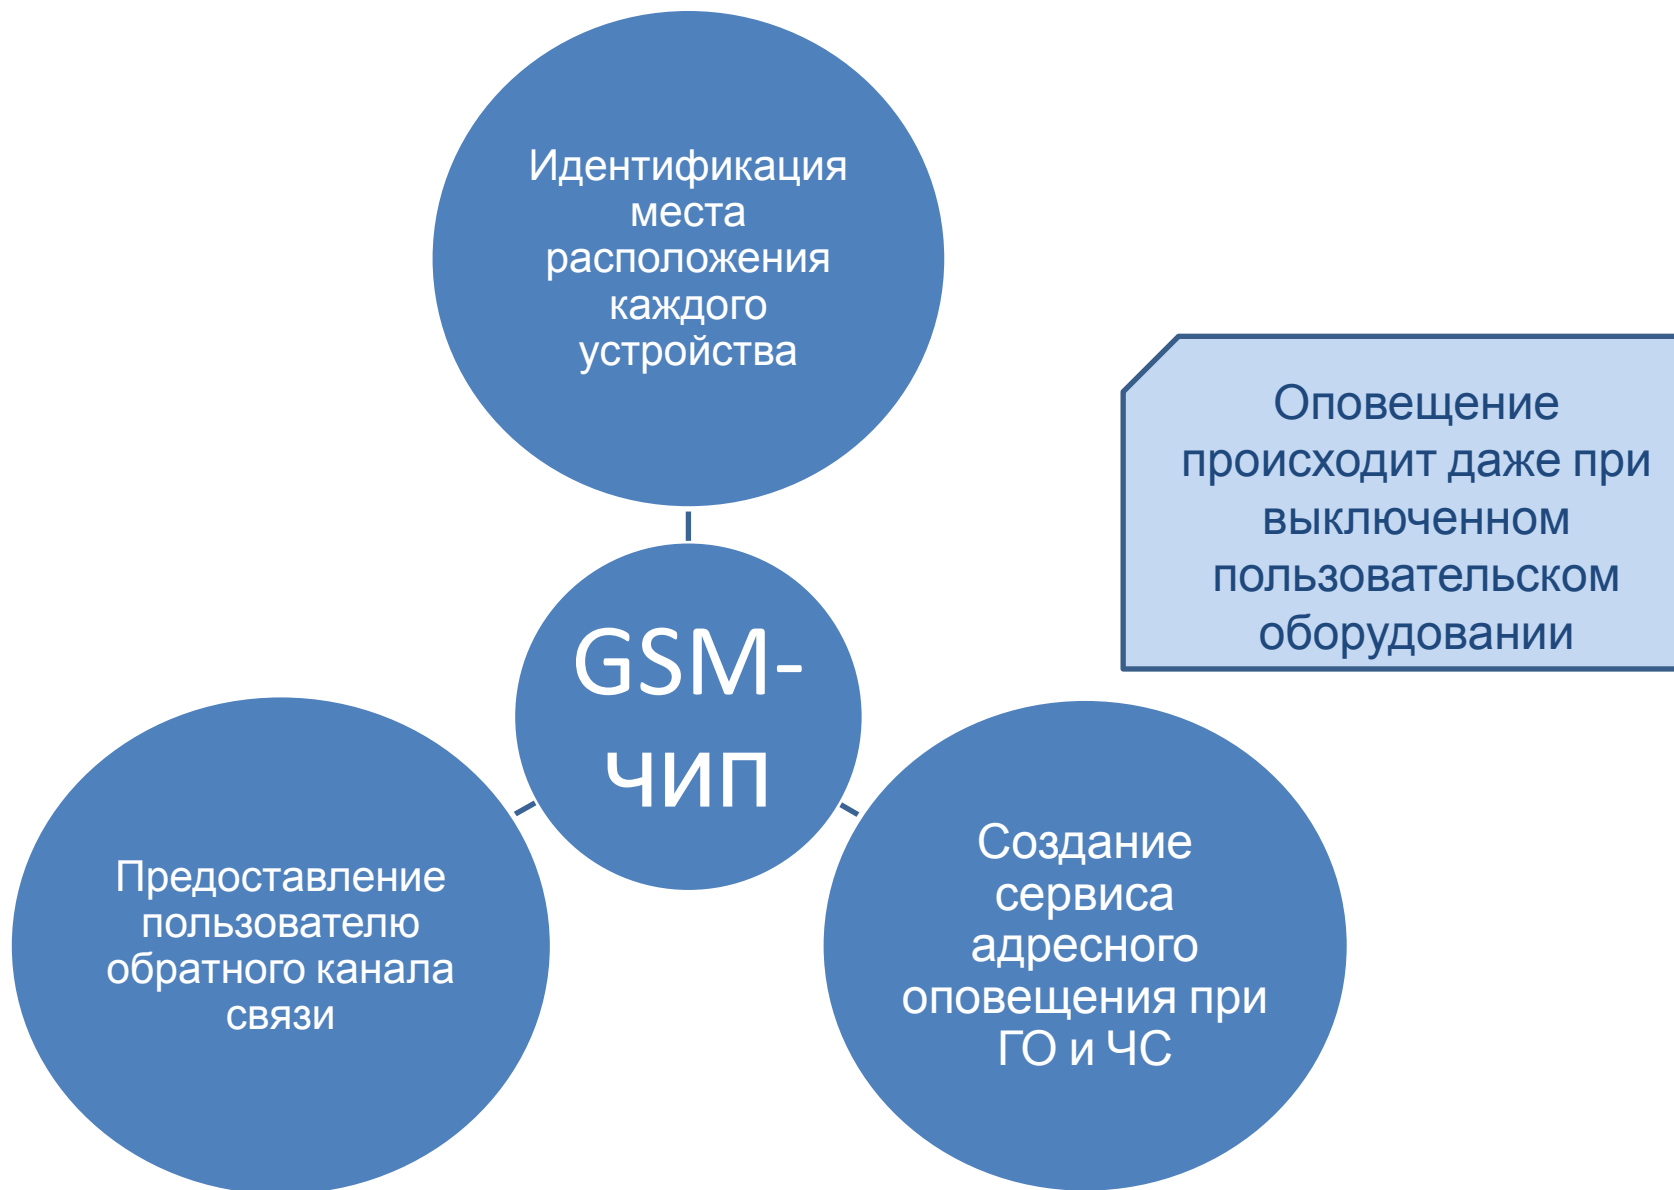 Идентификация
места
расположения
каждого
устройства
Оповещение
происходит даже при
выключенном
пользовательском
оборудовании
GSM-
чип
Предоставление
пользователю
обратного канала
связи
Создание
сервиса
адресного
оповещения при
ГО и ЧС